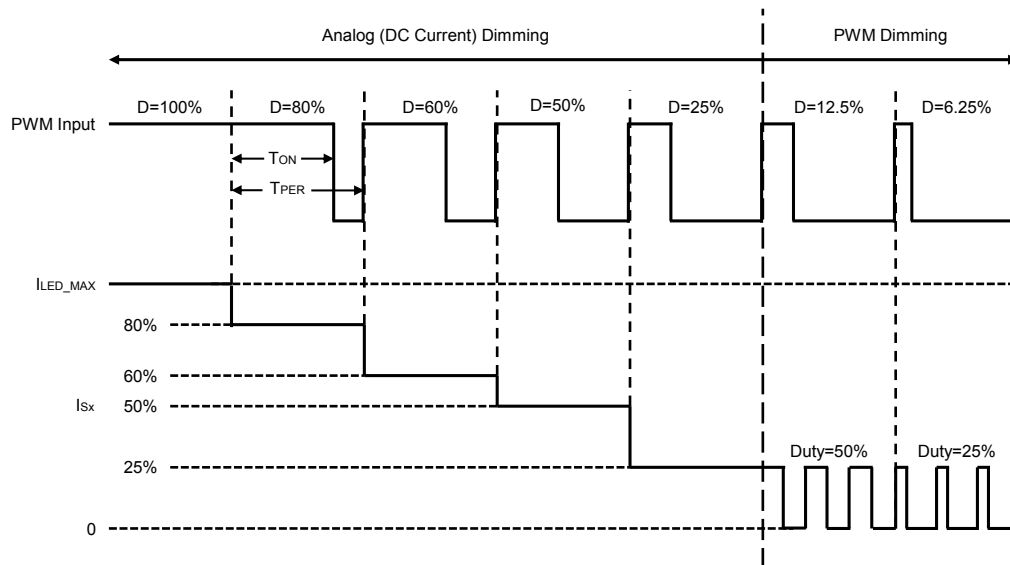 Analog (DC Current) Dimming PWM Dimming
D=100% D=80% D=60% D=50% D=25% D=12.5% D=6.25%
PWM Input
TON
TPER
ILED_MAX
80%
60%
ISx
50%
25%
Duty=50% Duty=25%
0